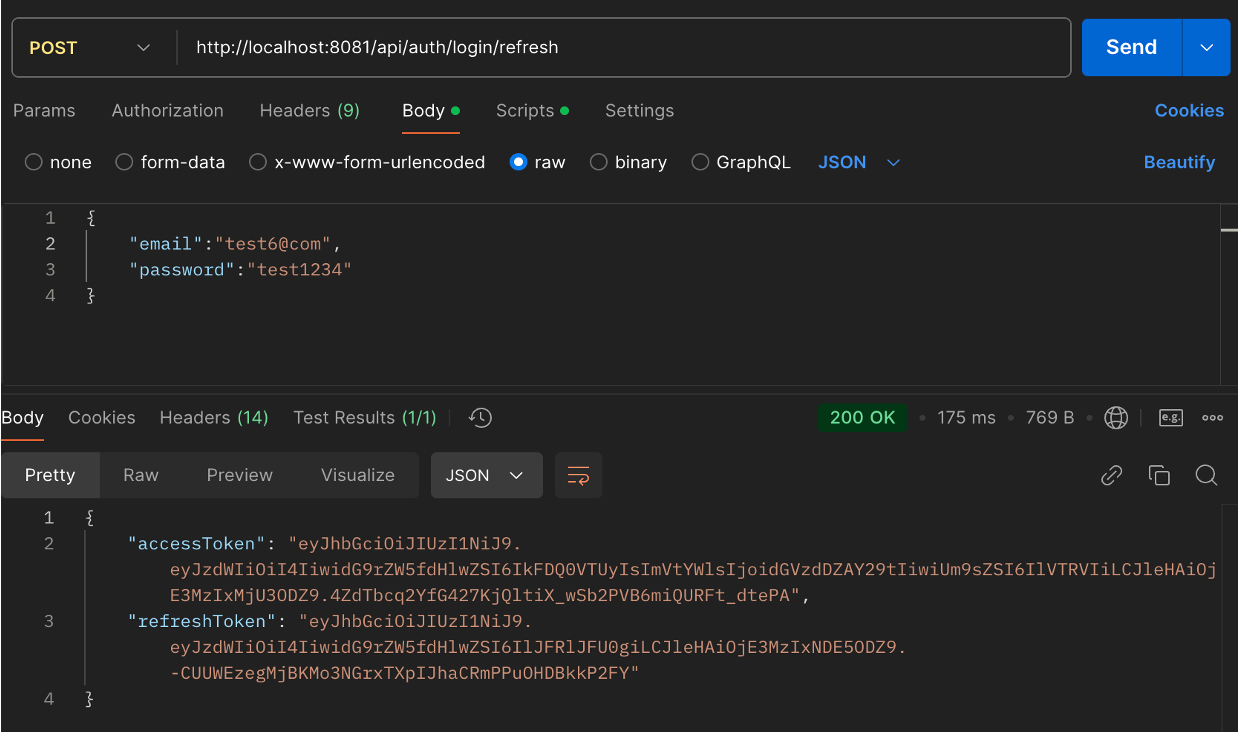 POST http://localhost:8081/api/auth/login/refresh Send
Params Authorization Headers (9) Body Scripts Settings Cookies
none form-data x-www-form-urlencoded raw binary GraphQL JSON Beautify
1 {
2 "email":"test6@com",
3 "password":"test1234"
4 }
Body Cookies Headers (14) Test Results (1/1) 200 OK • 175 ms • 769 B • e.g.
Pretty Raw Preview Visualize JSON
1 {
2 "accessToken": "eyJhbGciOiJIUzI1NiJ9.
eyJzdWIiOiI4IiwidG9rZW5fdHlwZSI6IkFDQ0VTUyIsImVtYWlsIjoidGVzdDZAY29tIiwiUm9sZSI6IlVTRVIiLCJleHAiOj
E3MzIxMjU3ODZ9.4ZdTbcq2YfG427KjQltiX_wSb2PVB6miQURFt_dtePA",
3 "refreshToken": "eyJhbGciOiJIUzI1NiJ9.
eyJzdWIiOiI4IiwidG9rZW5fdHlwZSI6IlJFRlJFU0giLCJleHAiOjE3MzIxNDE5ODZ9.
-CUUWEzegMjBKMo3NGrxTXpIJhaCRmPPuOHDBkkP2FY"
4 }